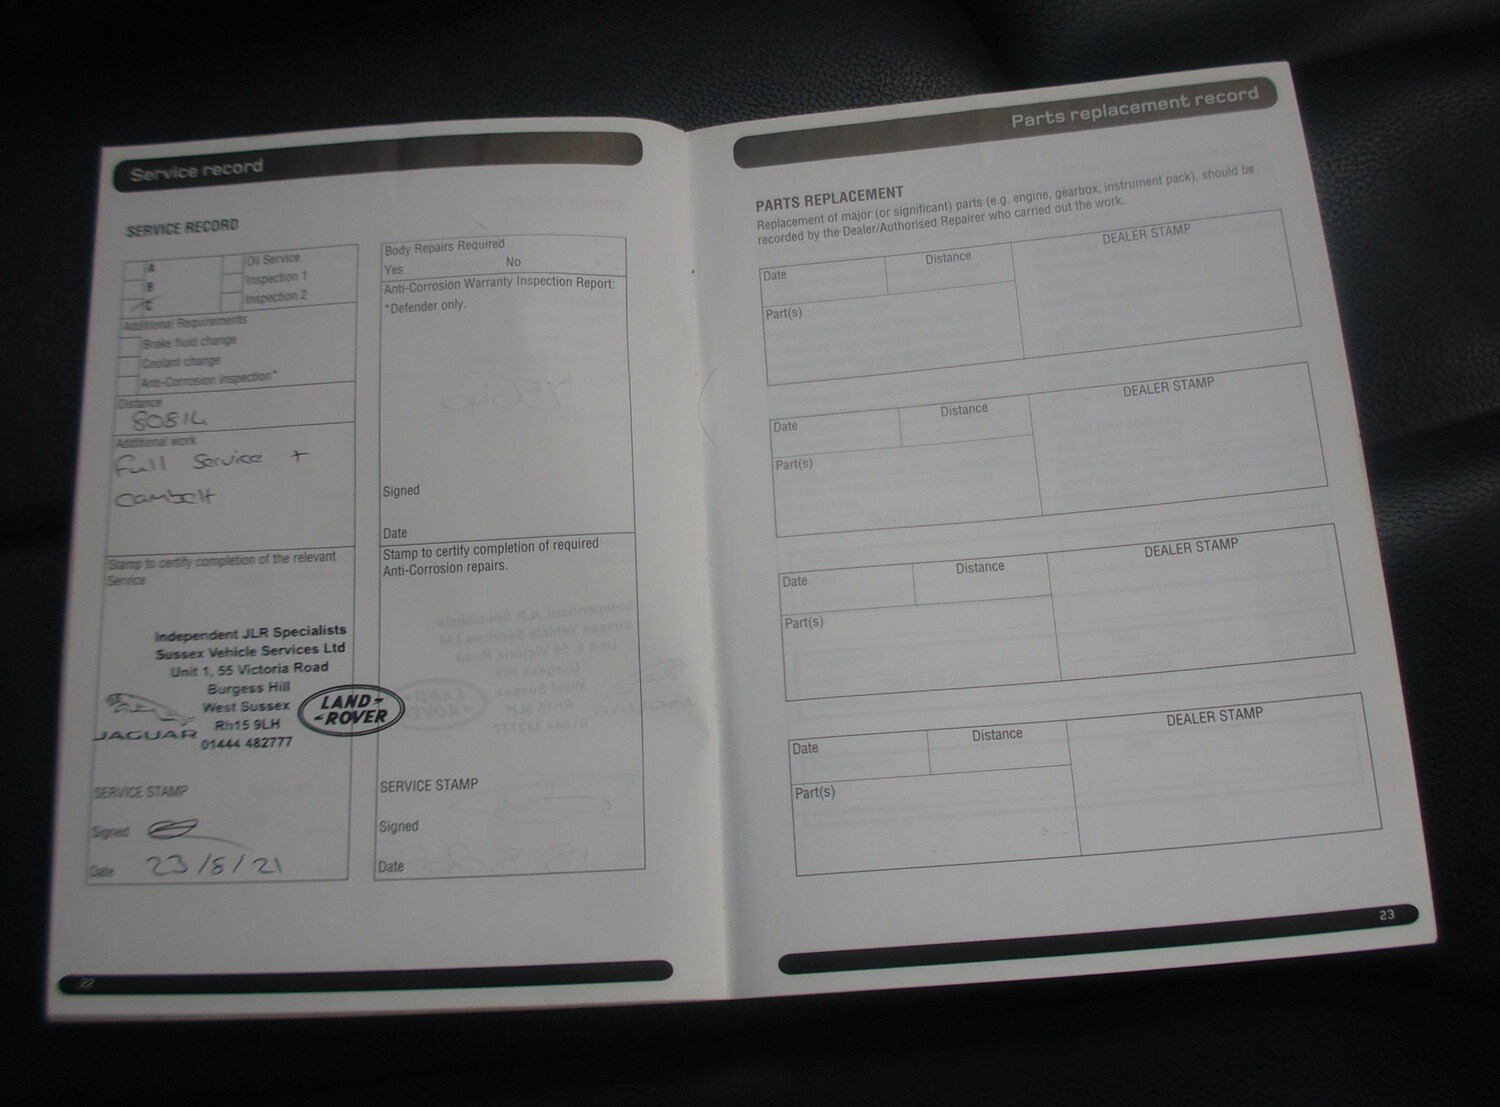 Service record
SERVICE RECORD
A
B
C
Oil Service
Inspection 1
Inspection 2
Additional Requirements
Brake fluid change
Coolant change
Anti-Corrosion Inspection*
Distance
80814
Additional work
Full Service +
Cambelt
Stamp to certify completion of the relevant
Service
Independent JLR Specialists
Sussex Vehicle Services Ltd
Unit 1, 55 Victoria Road
Burgess Hill
West Sussex
Rh15 9LH
01444 482777
JAGUAR
LAND-
-ROVER
SERVICE STAMP
Signed
Date 23/8/21
22
Body Repairs Required
Yes No
Anti-Corrosion Warranty Inspection Report:
*Defender only.
Signed
Date
Stamp to certify completion of required
Anti-Corrosion repairs.
SERVICE STAMP
Signed
Date
Parts replacement record
PARTS REPLACEMENT
Replacement of major (or significant) parts (e.g. engine, gearbox, instrument pack), should be
recorded by the Dealer/Authorised Repairer who carried out the work.
Date Distance DEALER STAMP
Part(s)
Date Distance DEALER STAMP
Part(s)
Date Distance DEALER STAMP
Part(s)
Date Distance DEALER STAMP
Part(s)
23